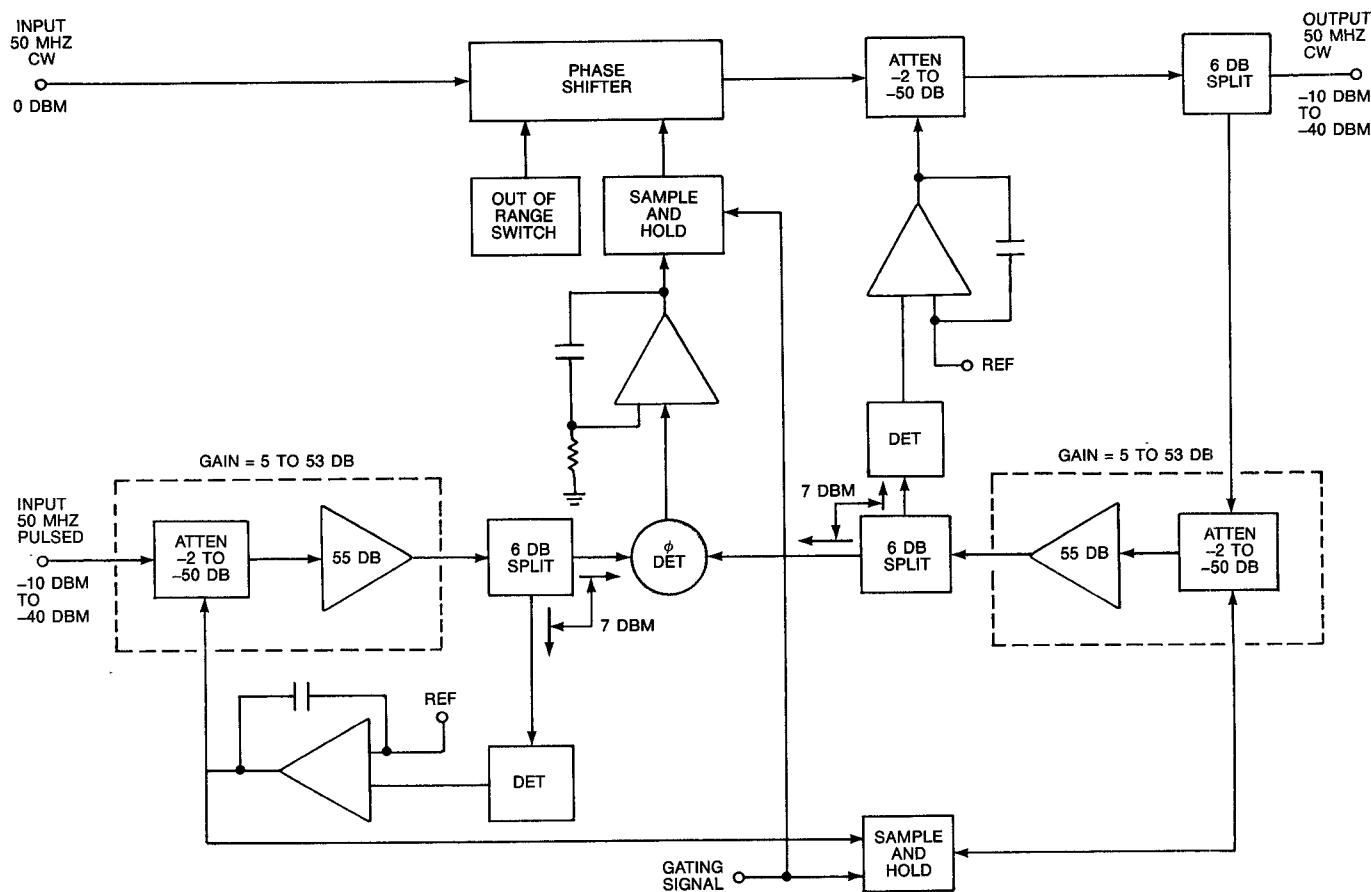 INPUT
50 MHZ
CW
0 DBM
PHASE
SHIFTER
ATTEN
–2 TO
–50 DB
6 DB
SPLIT
OUTPUT
50 MHZ
CW
–10 DBM
TO
–40 DBM
OUT OF
RANGE
SWITCH
SAMPLE
AND
HOLD
REF
DET
GAIN = 5 TO 53 DB
GAIN = 5 TO 53 DB
INPUT
50 MHZ
PULSED
–10 DBM
TO
–40 DBM
ATTEN
–2 TO
–50 DB
55 DB
6 DB
SPLIT
7 DBM
ϕ
DET
7 DBM
6 DB
SPLIT
55 DB
ATTEN
–2 TO
–50 DB
REF
DET
SAMPLE
AND
HOLD
GATING
SIGNAL